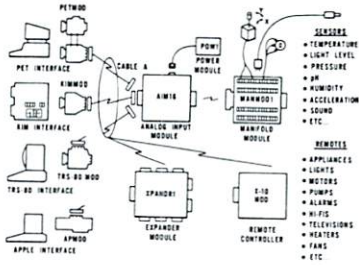 PETMOD
PET INTERFACE
KIMMOD
KIM INTERFACE
TRS-80 MOD
TRS-80 INTERFACE
APMOD
APPLE INTERFACE
CABLE A
AIM16
ANALOG INPUT
MODULE
POW1
POWER
MODULE
MANMOD1
MANIFOLD
MODULE
XPANDR1
EXPANDER
MODULE
X-10
MOD
REMOTE
CONTROLLER
SENSORS
• TEMPERATURE
• LIGHT LEVEL
• PRESSURE
• pH
• HUMIDITY
• ACCELERATION
• SOUND
• ETC.
REMOTES
• APPLIANCES
• LIGHTS
• MOTORS
• PUMPS
• ALARMS
• HI-FIS
• TELEVISIONS
• HEATERS
• FANS
• ETC